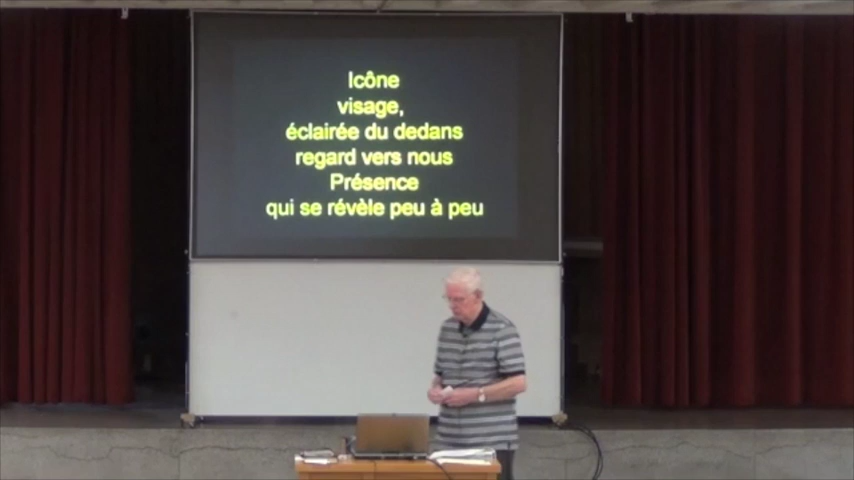 Icône
visage,
éclairée du dedans
regard vers nous
Présence
qui se révèle peu à peu